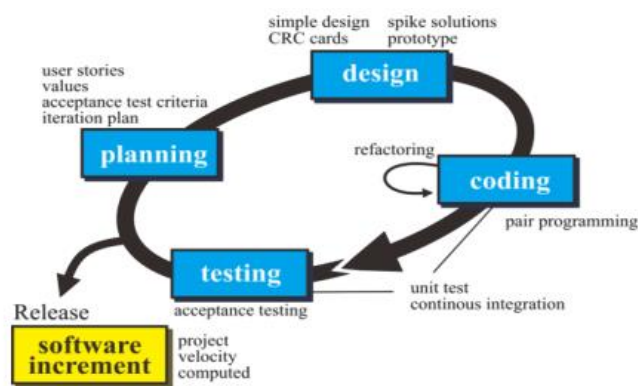 simple design
CRC cards
spike solutions
prototype
design
user stories
values
acceptance test criteria
iteration plan
planning
refactoring
coding
pair programming
testing
acceptance testing
unit test
continous integration
Release
software
increment
project
velocity
computed